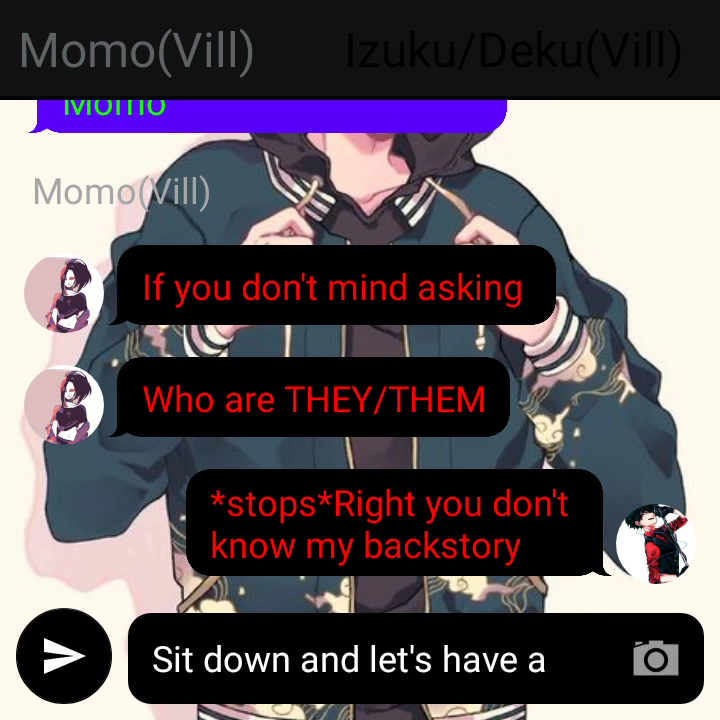 Momo(Vill) Izuku/Deku(Vill)
Momo
Momo(Vill)
If you don't mind asking
Who are THEY/THEM
*stops*Right you don't
know my backstory
Sit down and let's have a